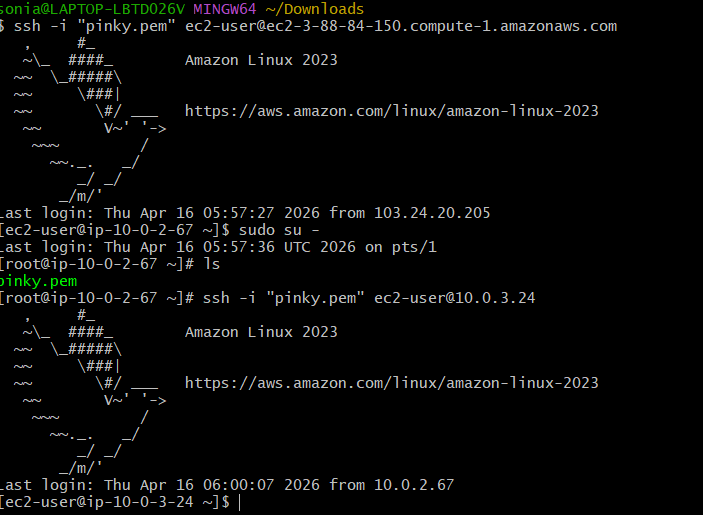 sonia@LAPTOP-LBTDO26V MINGW64 ~/Downloads
$ ssh -i "pinky.pem" ec2-user@ec2-3-88-84-150.compute-1.amazonaws.com
   ,     #_
   ~\_  ####_        Amazon Linux 2023
  ~~  \_#####\
  ~~     \###|
  ~~       \#/ ___   https://aws.amazon.com/linux/amazon-linux-2023
   ~~       V~' '->
    ~~~         /
      ~~._.   _/
         _/ _/
       _/m/'
Last login: Thu Apr 16 05:57:27 2026 from 103.24.20.205
[ec2-user@ip-10-0-2-67 ~]$ sudo su -
Last login: Thu Apr 16 05:57:36 UTC 2026 on pts/1
[root@ip-10-0-2-67 ~]# ls
pinky.pem
[root@ip-10-0-2-67 ~]# ssh -i "pinky.pem" ec2-user@10.0.3.24
   ,     #_
   ~\_  ####_        Amazon Linux 2023
  ~~  \_#####\
  ~~     \###|
  ~~       \#/ ___   https://aws.amazon.com/linux/amazon-linux-2023
   ~~       V~' '->
    ~~~         /
      ~~._.   _/
         _/ _/
       _/m/'
Last login: Thu Apr 16 06:00:07 2026 from 10.0.2.67
[ec2-user@ip-10-0-3-24 ~]$